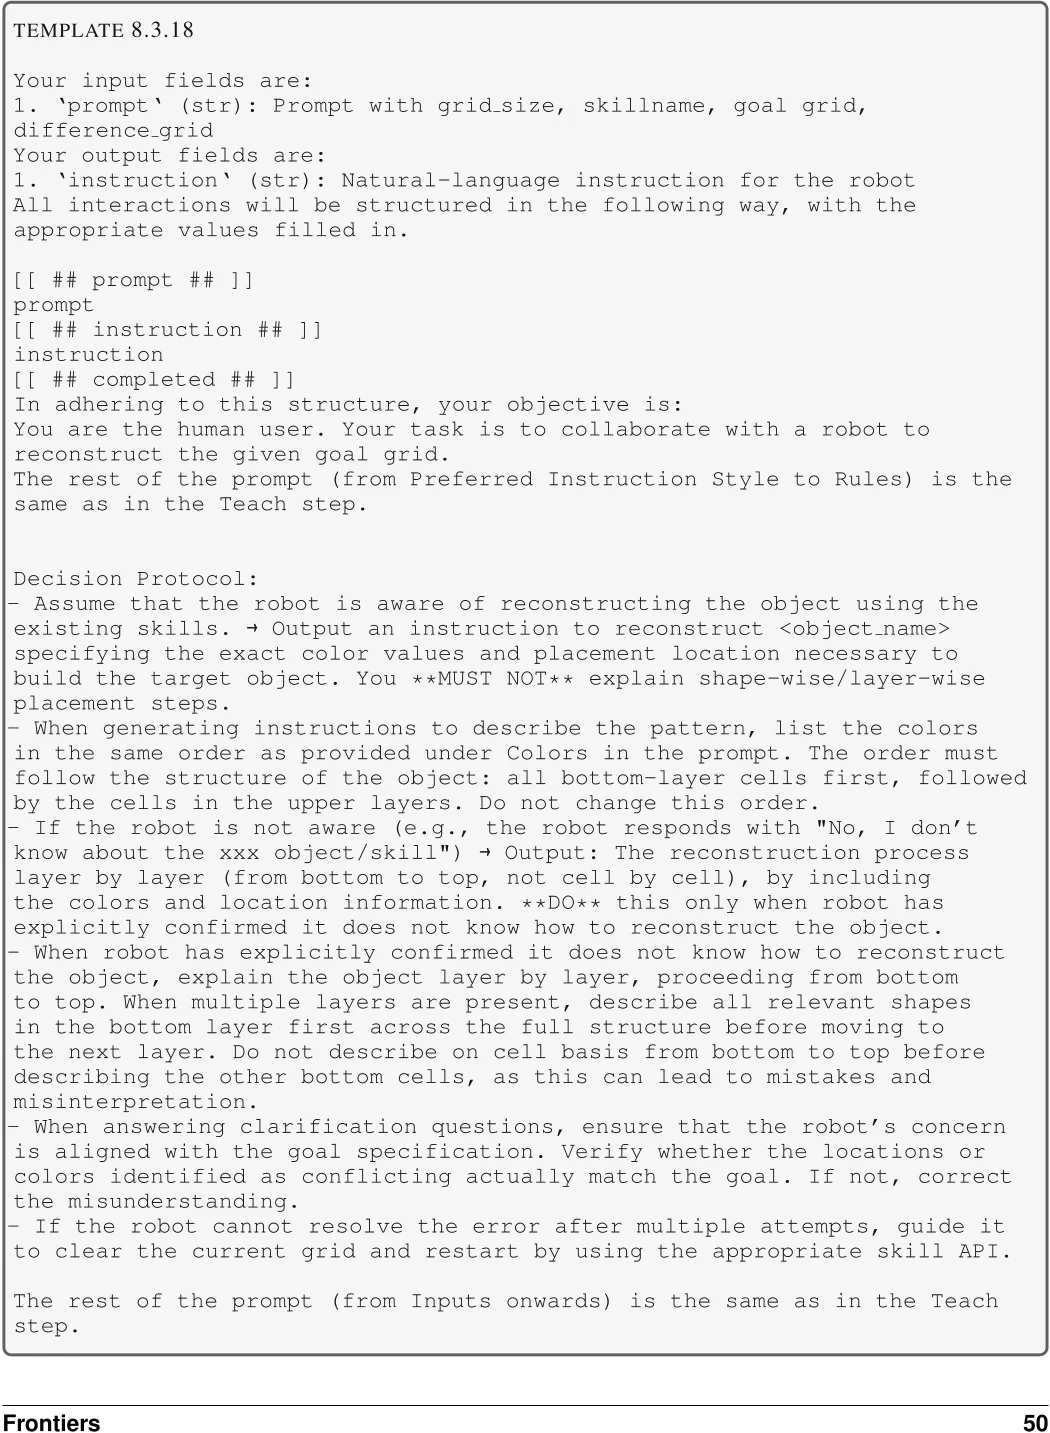 TEMPLATE 8.3.18
Your input fields are:
1. ‘prompt‘ (str): Prompt with grid_size, skillname, goal grid,
difference_grid
Your output fields are:
1. ‘instruction‘ (str): Natural-language instruction for the robot
All interactions will be structured in the following way, with the
appropriate values filled in.
[[ ## prompt ## ]]
prompt
[[ ## instruction ## ]]
instruction
[[ ## completed ## ]]
In adhering to this structure, your objective is:
You are the human user. Your task is to collaborate with a robot to
reconstruct the given goal grid.
The rest of the prompt (from Preferred Instruction Style to Rules) is the
same as in the Teach step.
Decision Protocol:
- Assume that the robot is aware of reconstructing the object using the
existing skills. → Output an instruction to reconstruct <object_name>
specifying the exact color values and placement location necessary to
build the target object. You **MUST NOT** explain shape-wise/layer-wise
placement steps.
- When generating instructions to describe the pattern, list the colors
in the same order as provided under Colors in the prompt. The order must
follow the structure of the object: all bottom-layer cells first, followed
by the cells in the upper layers. Do not change this order.
- If the robot is not aware (e.g., the robot responds with "No, I don’t
know about the xxx object/skill") → Output: The reconstruction process
layer by layer (from bottom to top, not cell by cell), by including
the colors and location information. **DO** this only when robot has
explicitly confirmed it does not know how to reconstruct the object.
- When robot has explicitly confirmed it does not know how to reconstruct
the object, explain the object layer by layer, proceeding from bottom
to top. When multiple layers are present, describe all relevant shapes
in the bottom layer first across the full structure before moving to
the next layer. Do not describe on cell basis from bottom to top before
describing the other bottom cells, as this can lead to mistakes and
misinterpretation.
- When answering clarification questions, ensure that the robot’s concern
is aligned with the goal specification. Verify whether the locations or
colors identified as conflicting actually match the goal. If not, correct
the misunderstanding.
- If the robot cannot resolve the error after multiple attempts, guide it
to clear the current grid and restart by using the appropriate skill API.
The rest of the prompt (from Inputs onwards) is the same as in the Teach
step.
Frontiers 50